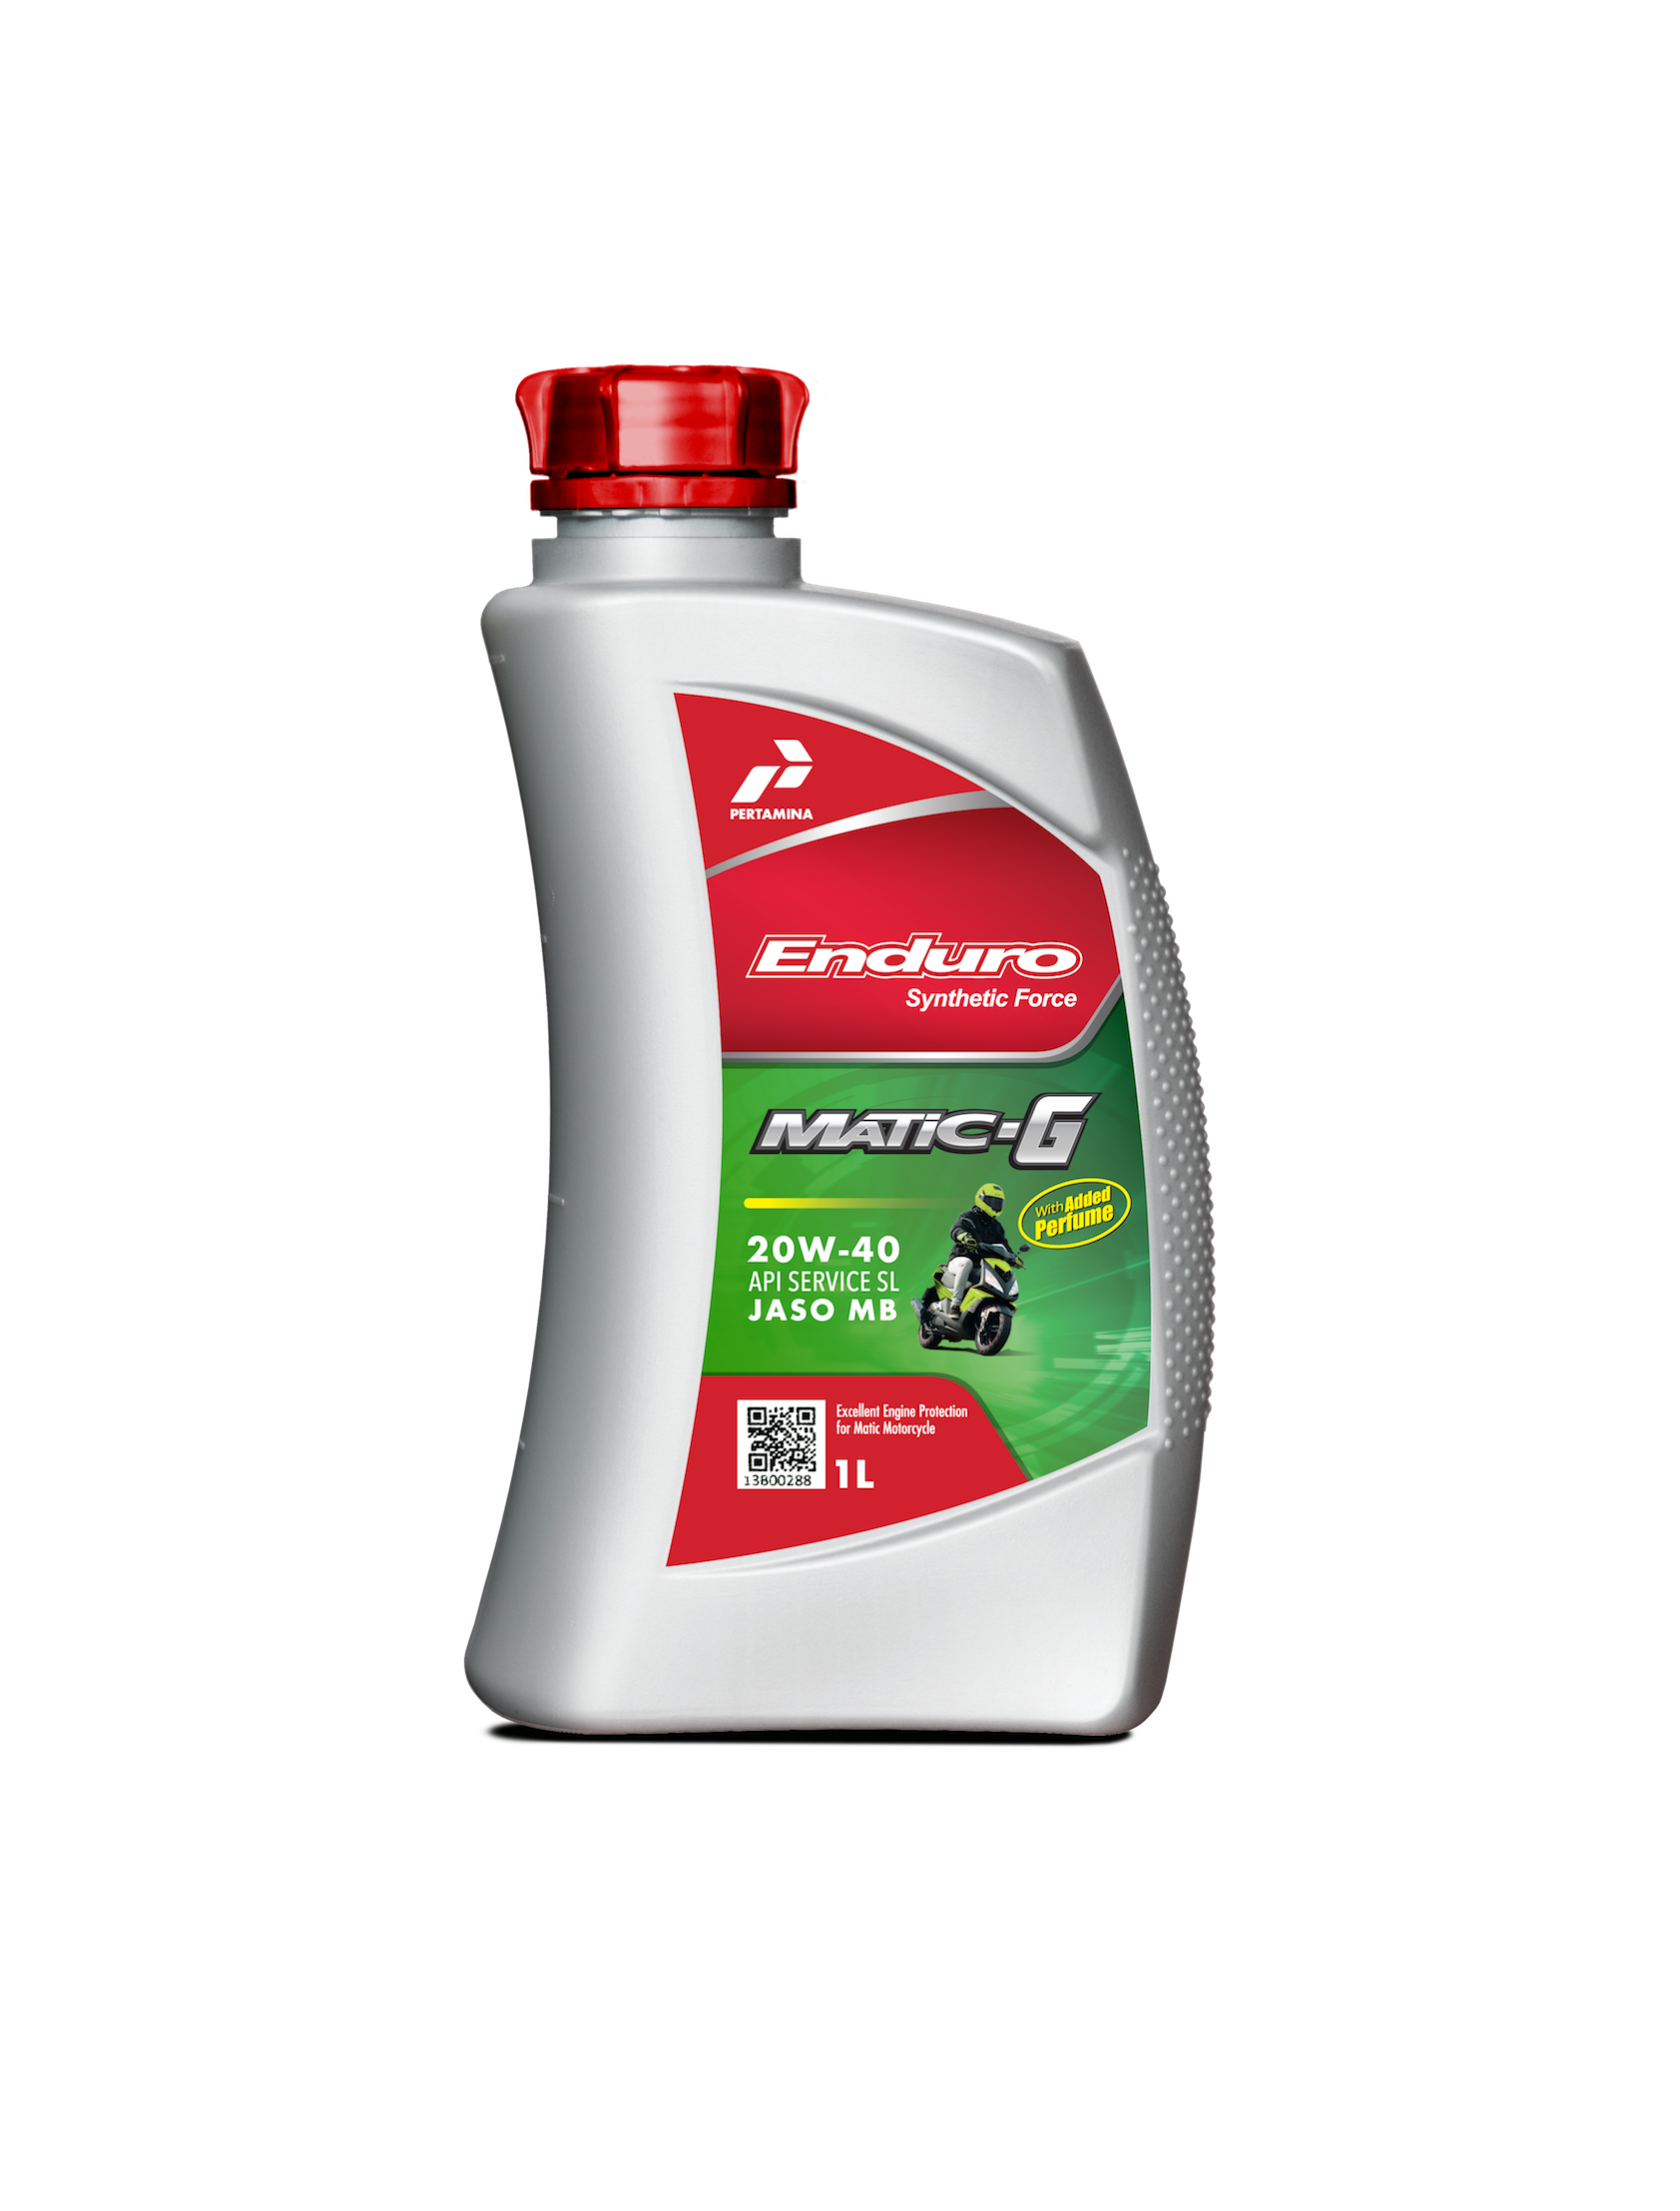 PERTAMINA
Enduro
Synthetic Force
MATiC-G
With Added
Perfume
20W-40
API SERVICE SL
JASO MB
Excellent Engine Protection
for Matic Motorcycle
13B00288
1L